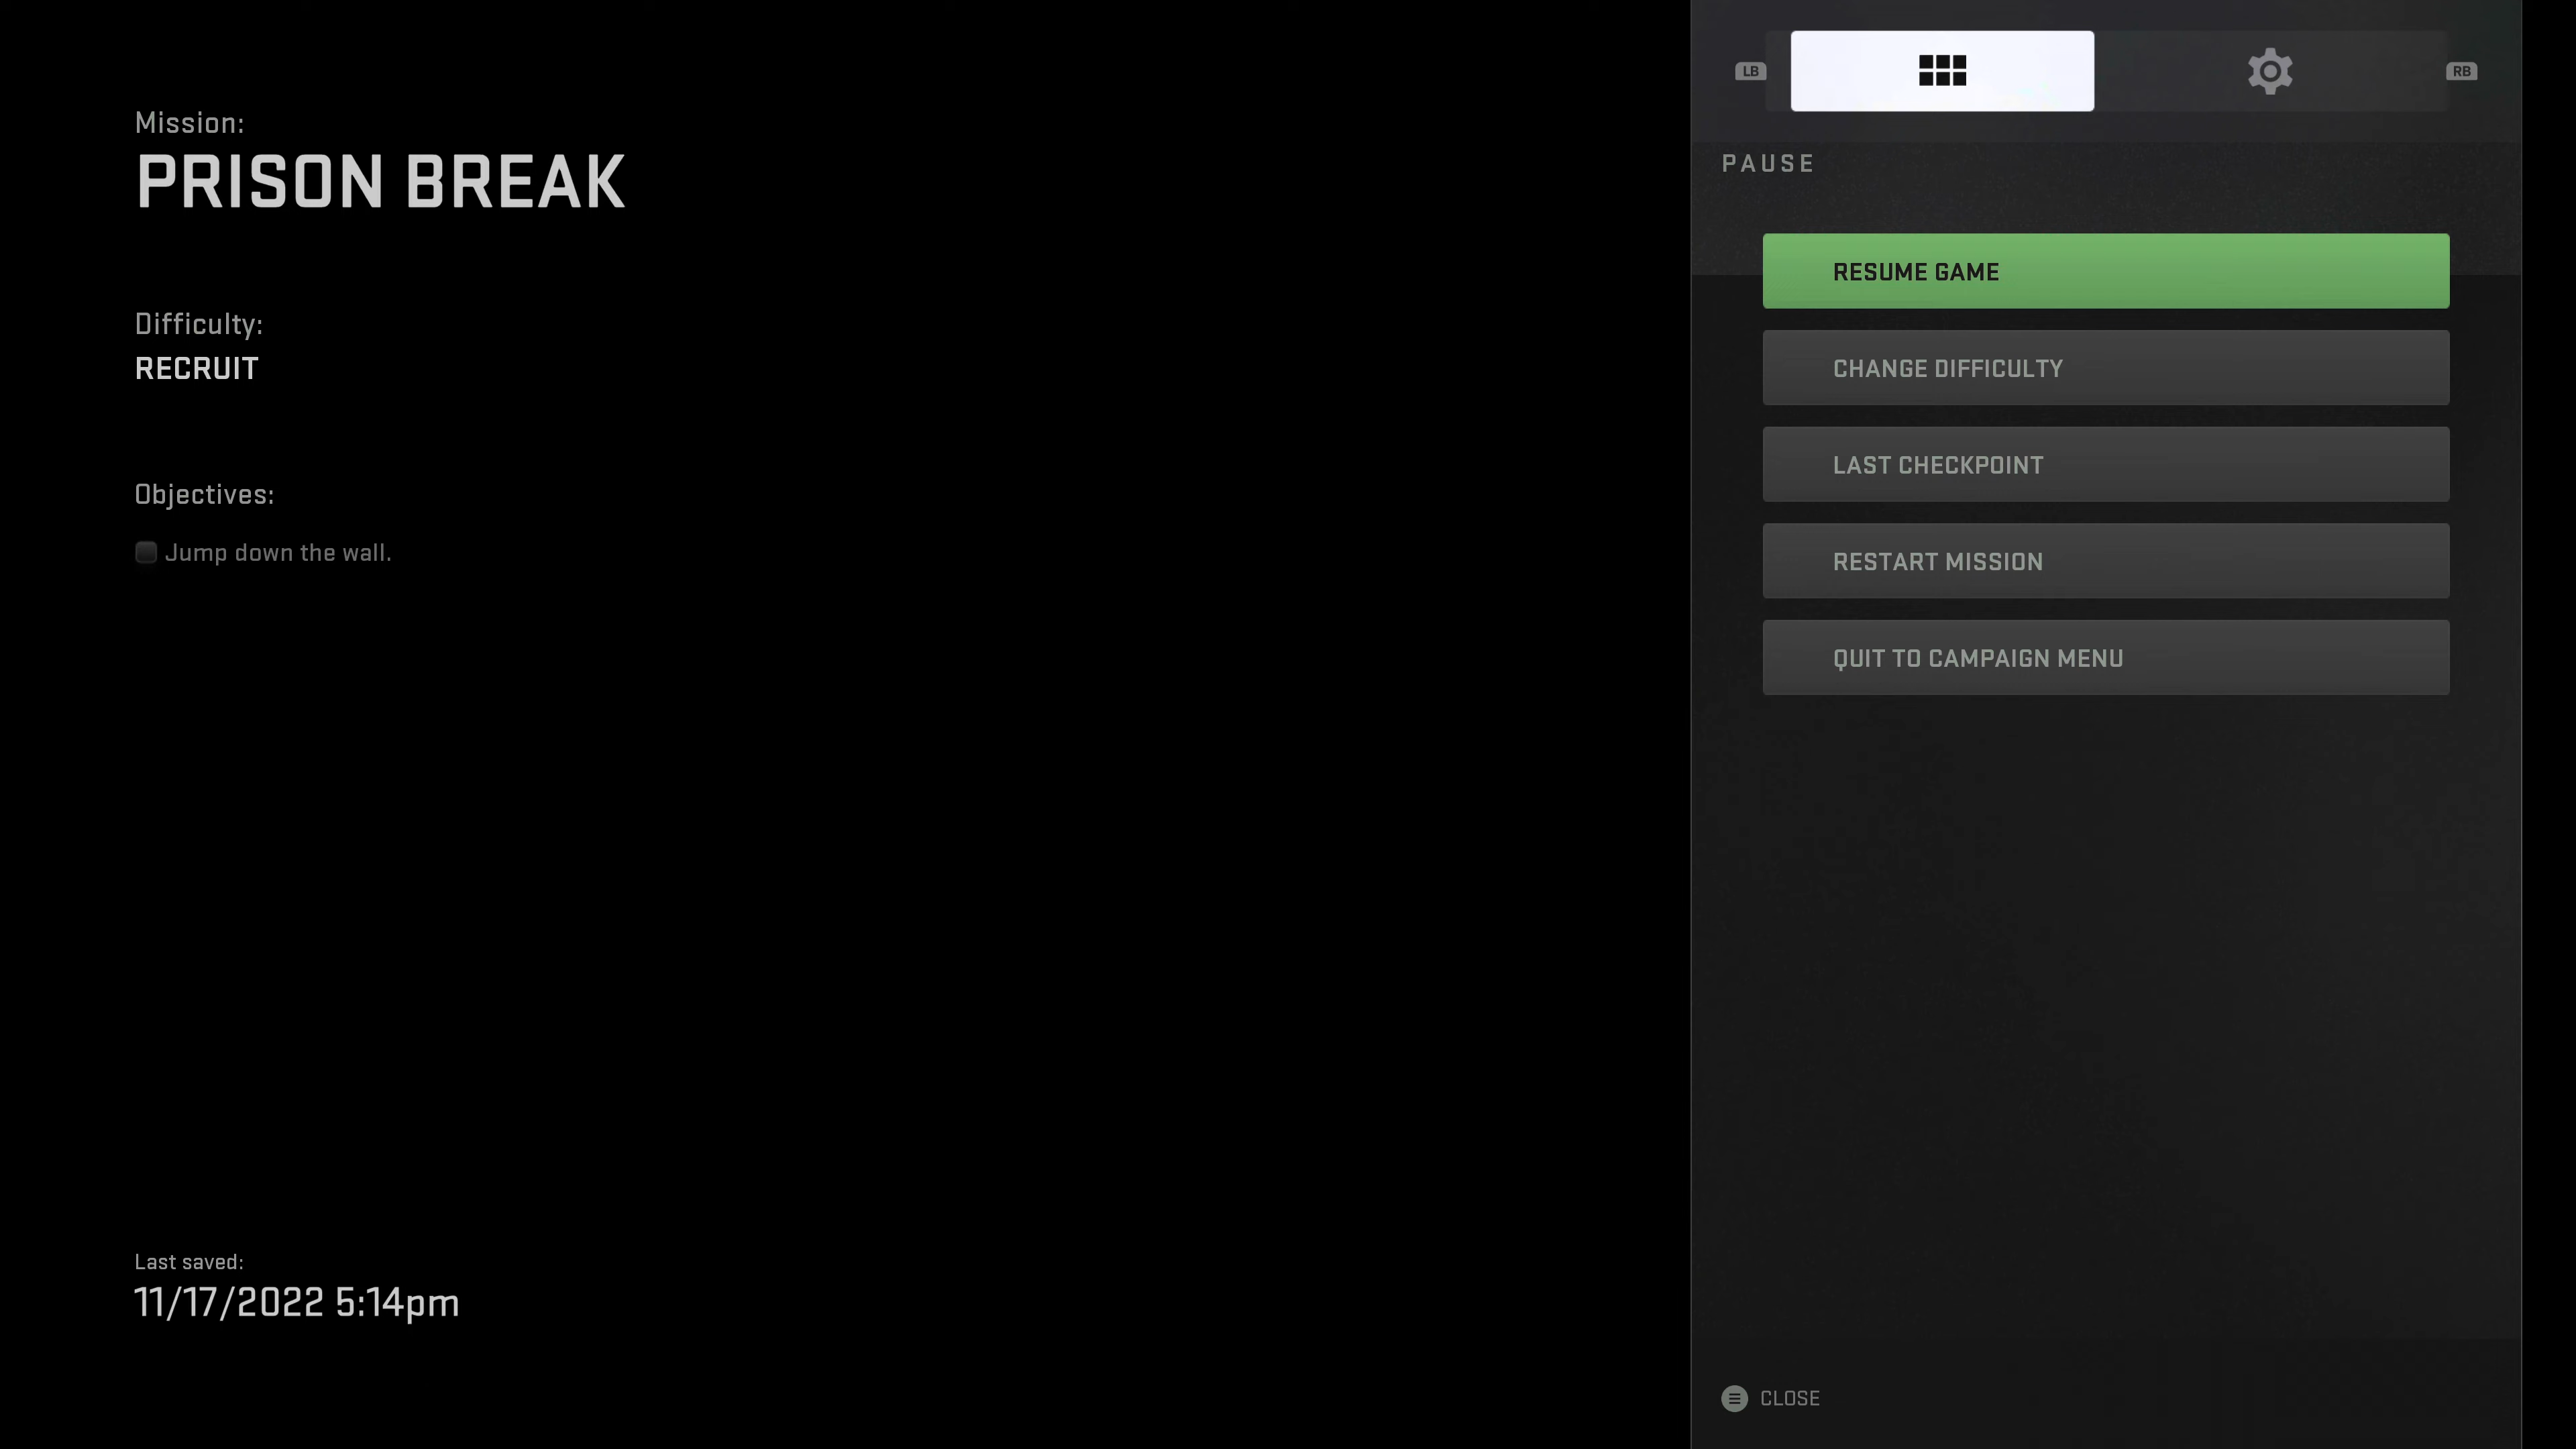 Mission:
PRISON BREAK
Difficulty:
RECRUIT
Objectives:
Jump down the wall.
Last saved:
11/17/2022 5:14pm
LB
RB
PAUSE
RESUME GAME
CHANGE DIFFICULTY
LAST CHECKPOINT
RESTART MISSION
QUIT TO CAMPAIGN MENU
CLOSE